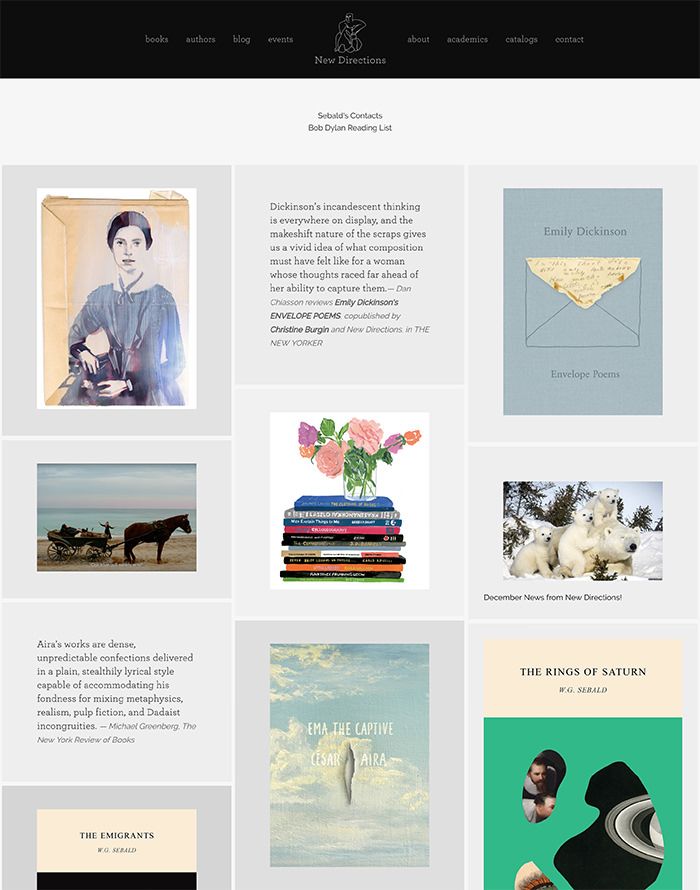 books authors blog events
New Directions
about academics catalogs contact
Sebald's Contacts
Bob Dylan Reading List
Dickinson's incandescent thinking
is everywhere on display, and the
makeshift nature of the scraps gives
us a vivid idea of what composition
must have felt like for a woman
whose thoughts raced far ahead of
her ability to capture them.— Dan
Chiasson reviews Emily Dickinson's
ENVELOPE POEMS, copublished by
Christine Burgin and New Directions, in THE
NEW YORKER
Emily Dickinson
Envelope Poems
December News from New Directions!
Aira's works are dense,
unpredictable confections delivered
in a plain, stealthily lyrical style
capable of accommodating his
fondness for mixing metaphysics,
realism, pulp fiction, and Dadaist
incongruities. — Michael Greenberg, The
New York Review of Books
EMA THE CAPTIVE
CÉSAR AIRA
THE RINGS OF SATURN
W.G. SEBALD
THE EMIGRANTS
W.G. SEBALD